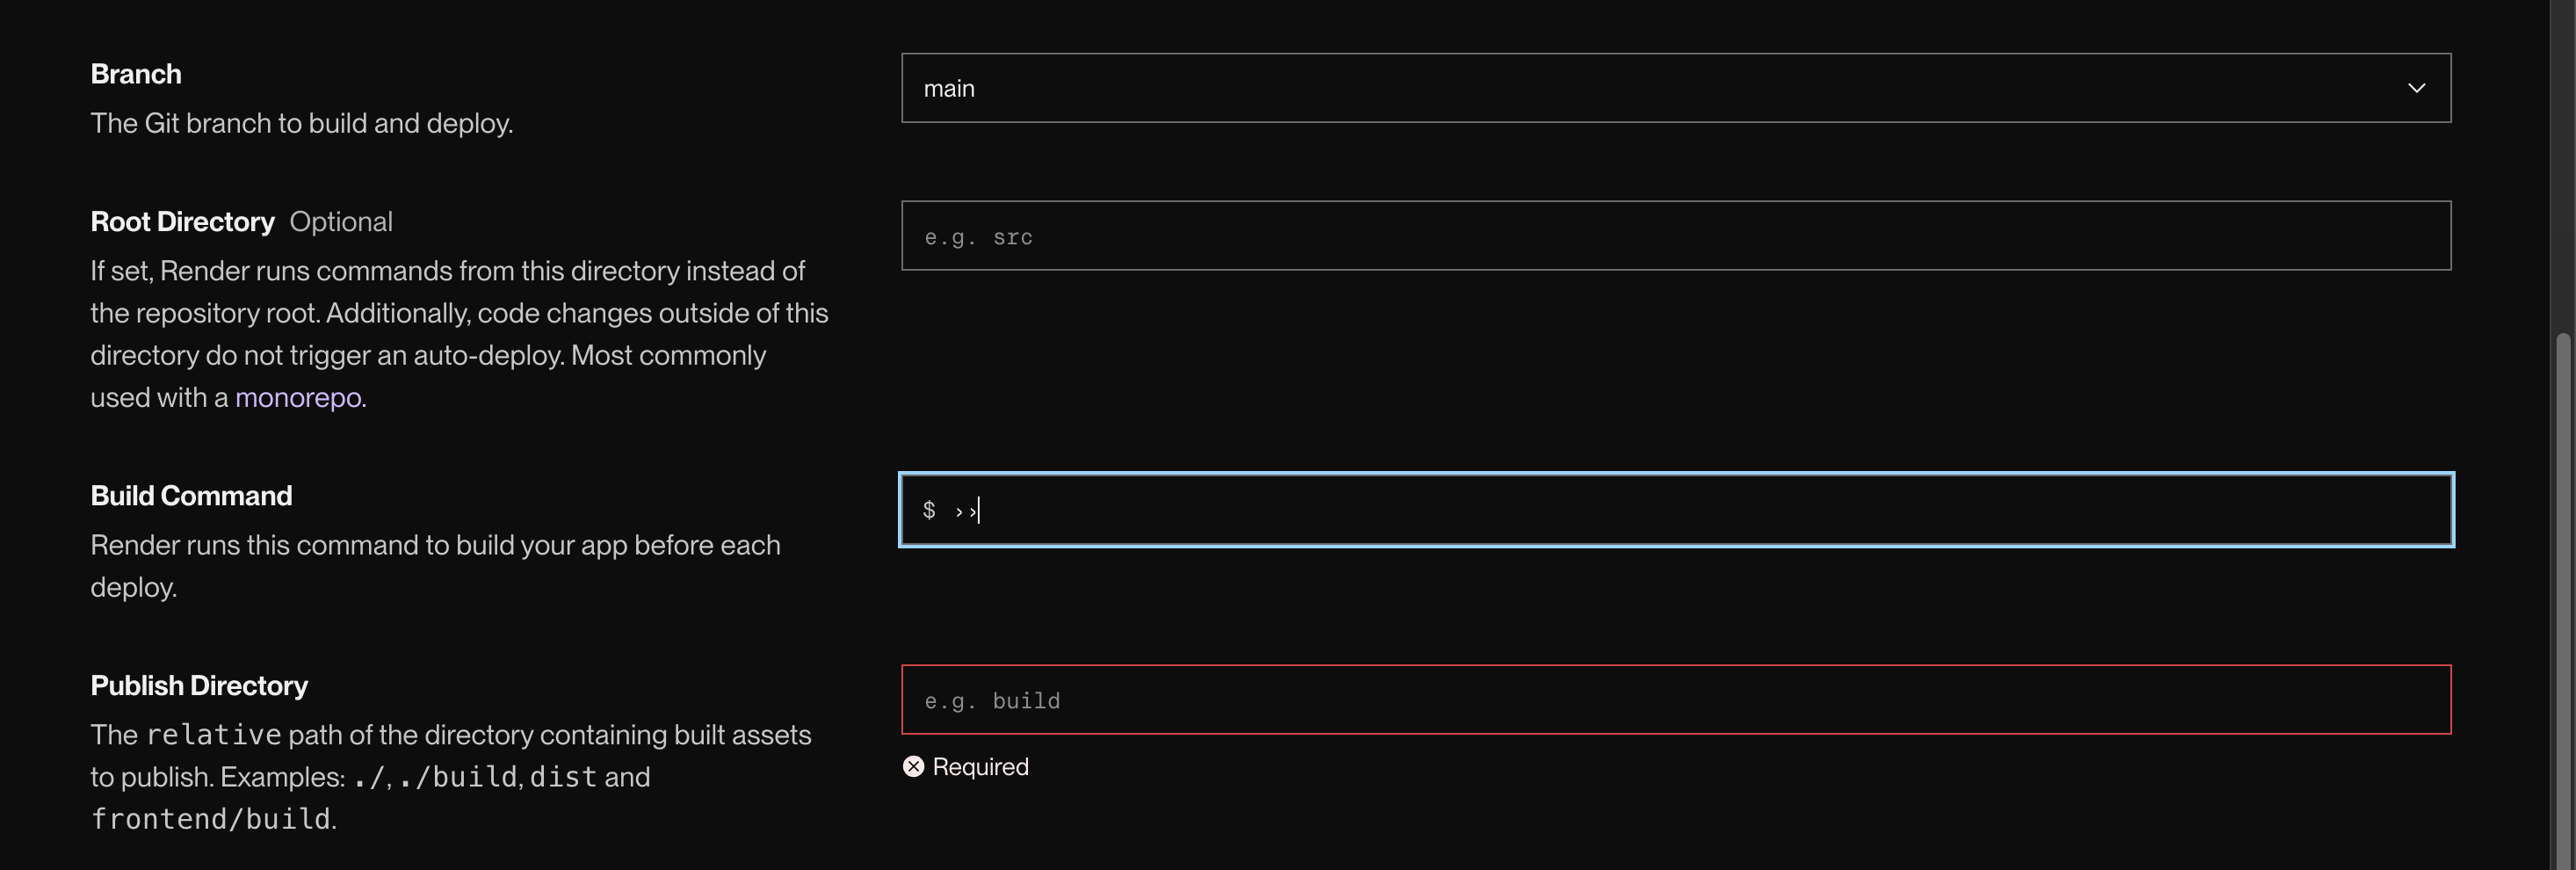 Branch
main
The Git branch to build and deploy.
Root Directory Optional
e.g. src
If set, Render runs commands from this directory instead of
the repository root. Additionally, code changes outside of this
directory do not trigger an auto-deploy. Most commonly
used with a monorepo.
Build Command
$ ››
Render runs this command to build your app before each
deploy.
Publish Directory
e.g. build
The relative path of the directory containing built assets
to publish. Examples: ./, ./build, dist and
frontend/build.
Required